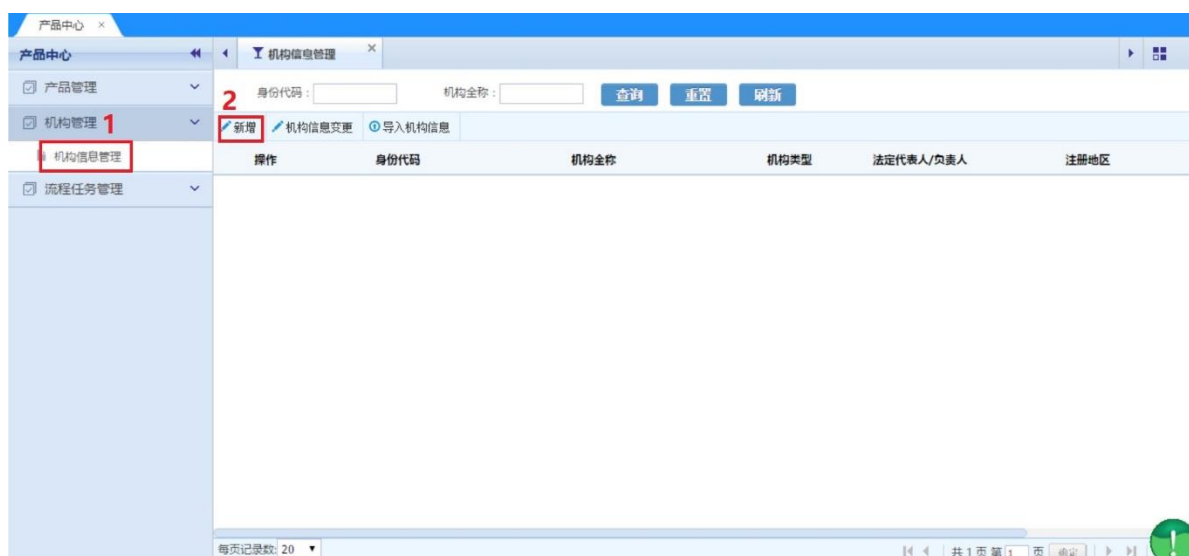 产品中心 ×
产品中心 机构信息管理 ×
产品管理
身份代码： 机构全称： 查询 重置 刷新
2
机构管理 1
新增 机构信息变更 导入机构信息
机构信息管理
操作 身份代码 机构全称 机构类型 法定代表人/负责人 注册地区
流程任务管理
每页记录数: 20 共 1 页 第 1 页 确定